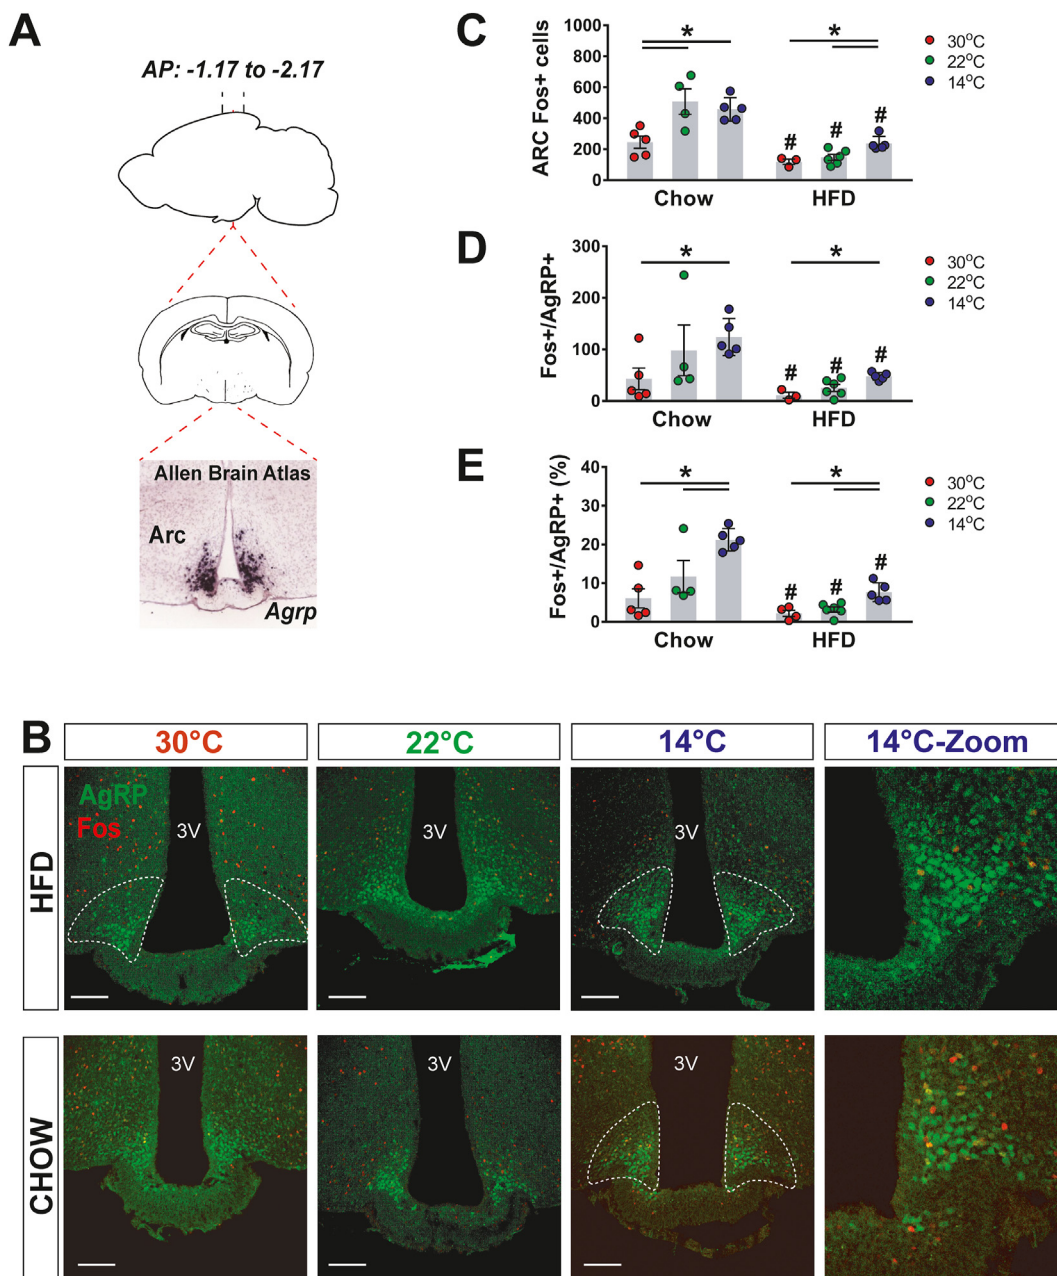 A
AP: -1.17 to -2.17
Allen Brain Atlas
Arc
Agrp
C
ARC Fos+ cells
1000
800
600
400
200
0
*
*
#
#
#
Chow
HFD
30°C
22°C
14°C
D
Fos+/AgRP+
300
200
100
0
*
*
#
#
#
Chow
HFD
30°C
22°C
14°C
E
Fos+/AgRP+ (%)
40
30
20
10
0
*
*
#
#
#
Chow
HFD
30°C
22°C
14°C
B
30°C
22°C
14°C
14°C-Zoom
HFD
AgRP
Fos
3V
3V
3V
CHOW
3V
3V
3V